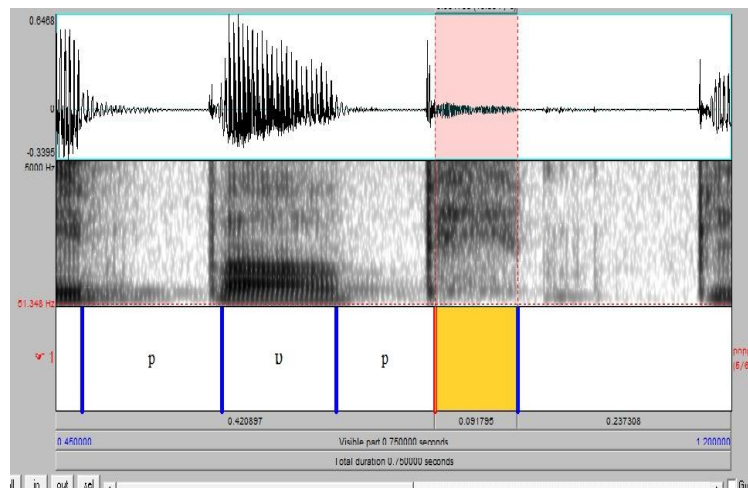 0.6468
0
-0.3395
5000 Hz
51.348 Hz
1
p ʋ p
0.420897 0.091795 0.237308
0.450000 Visible part 0.750000 seconds 1.200000
Total duration 0.750000 seconds
in out sel